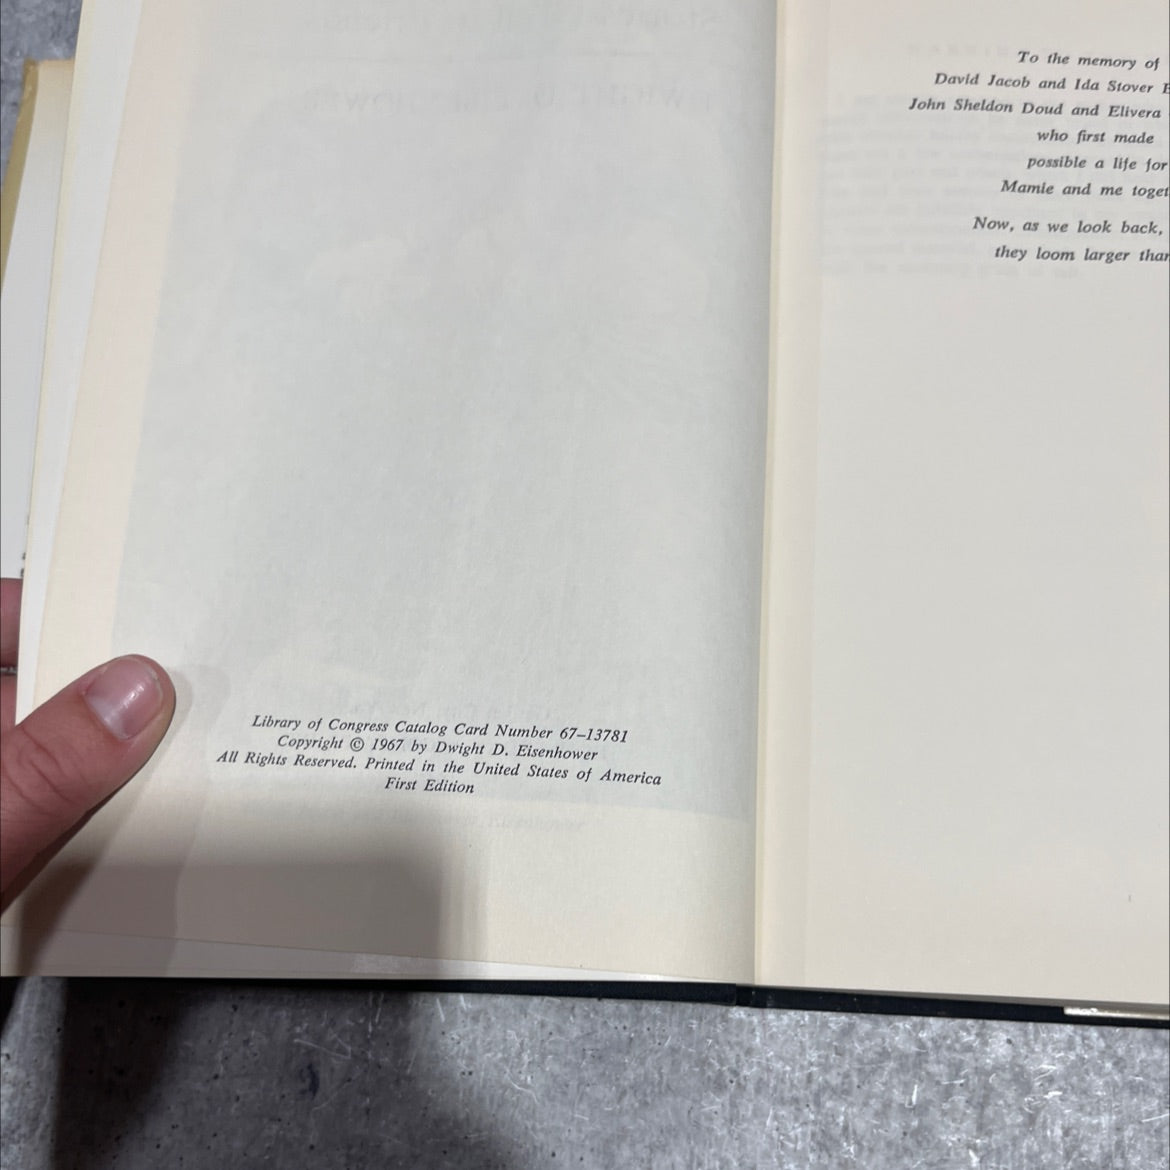 Library of Congress Catalog Card Number 67–13781
Copyright © 1967 by Dwight D. Eisenhower
All Rights Reserved. Printed in the United States of America
First Edition
To the memory of
David Jacob and Ida Stover E
John Sheldon Doud and Elivera
who first made
possible a life for
Mamie and me toget
Now, as we look back,
they loom larger than